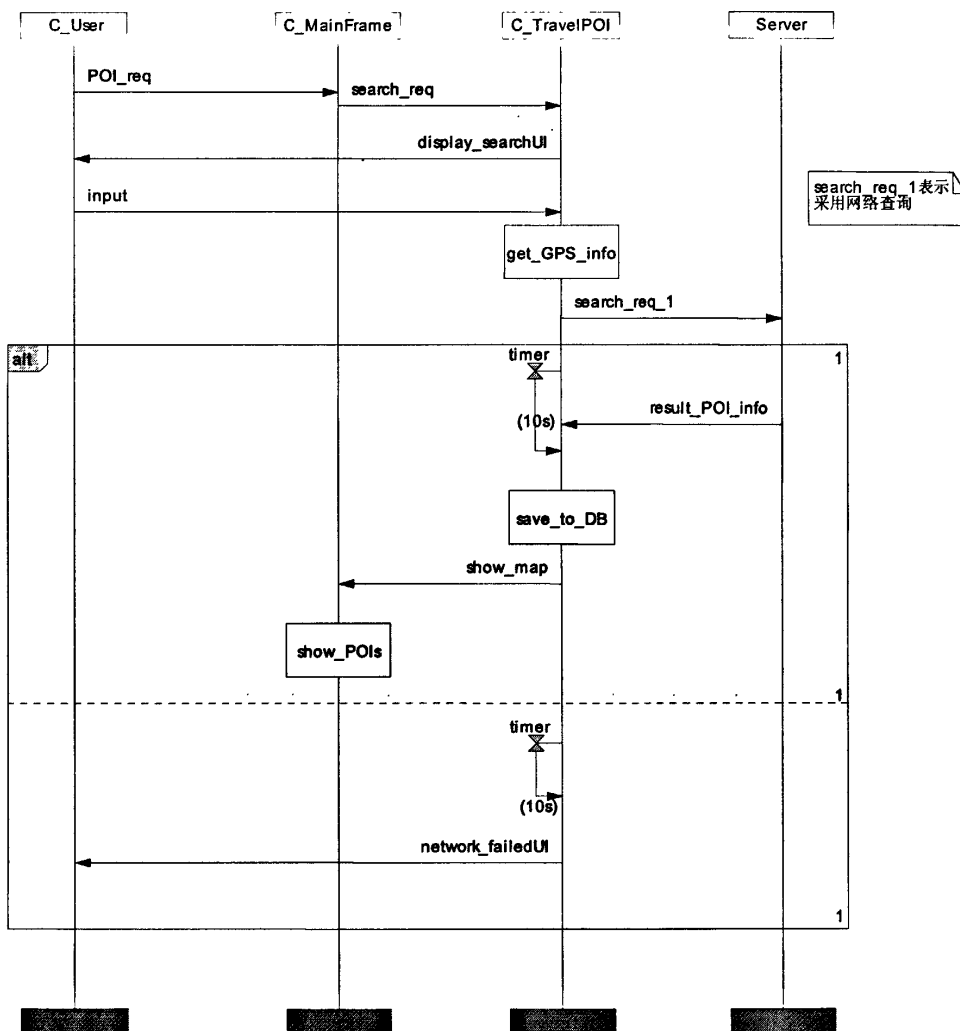 C_User
C_MainFrame
C_TravelPOI
Server
POI_req
search_req
display_searchUI
input
search_req_1表示
采用网络查询
get_GPS_info
search_req_1
alt
timer
1
result_POI_info
(10s)
save_to_DB
show_map
show_POIs
1
timer
(10s)
network_failedUI
1